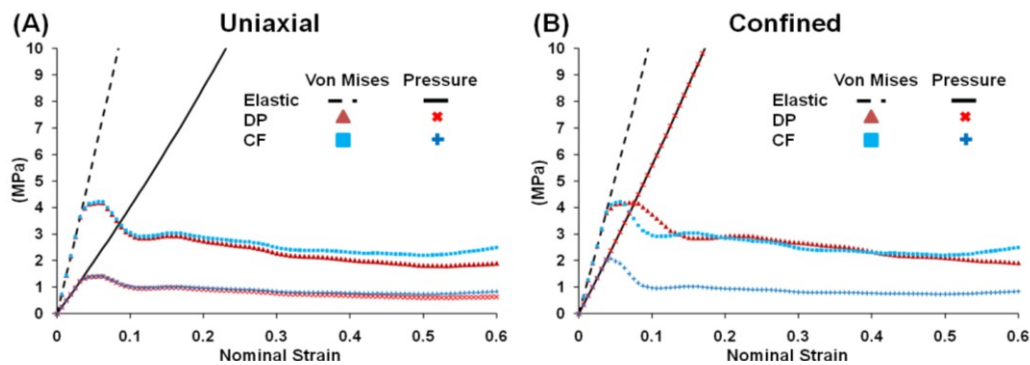 (A) Uniaxial
10
9
8
7
6
5
4
3
2
1
0
(MPa)
Von Mises Pressure
Elastic
DP
CF
0 0.1 0.2 0.3 0.4 0.5 0.6
Nominal Strain
(B) Confined
10
9
8
7
6
5
4
3
2
1
0
(MPa)
Von Mises Pressure
Elastic
DP
CF
0 0.1 0.2 0.3 0.4 0.5 0.6
Nominal Strain